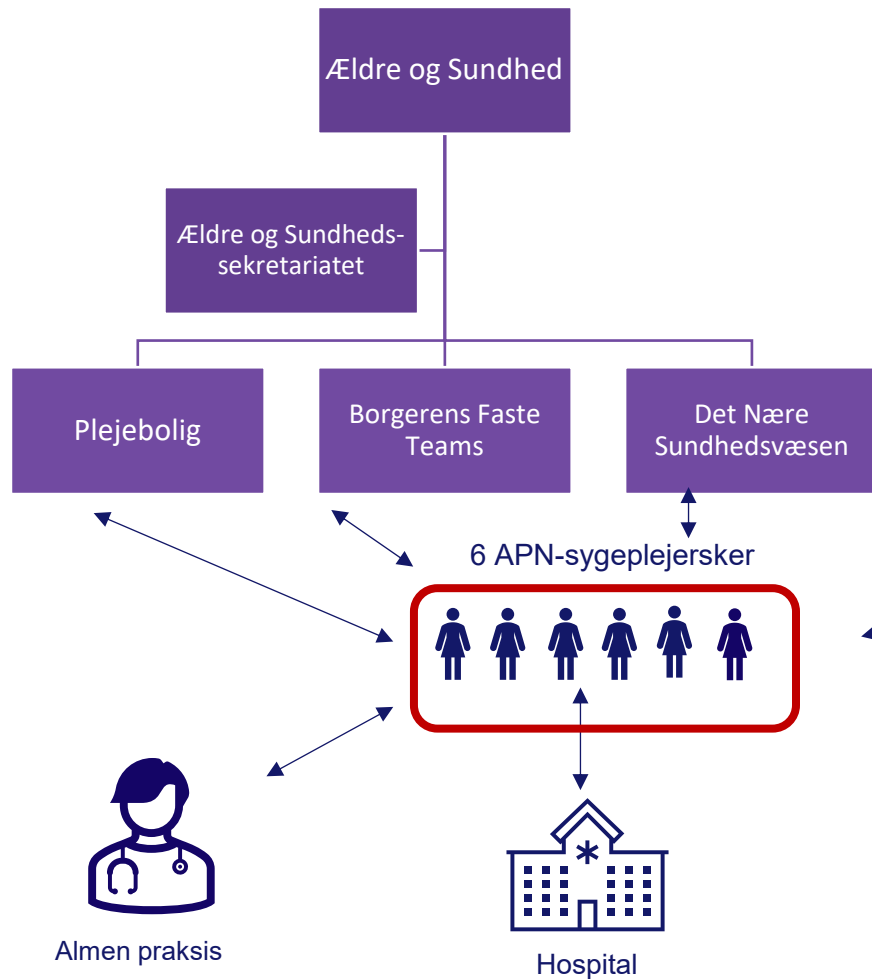 Ældre og Sundhed
Ældre og Sundheds-
sekretariatet
Plejebolig
Borgerens Faste
Teams
Det Nære
Sundhedsvæsen
6 APN-sygeplejersker
Almen praksis
Hospital